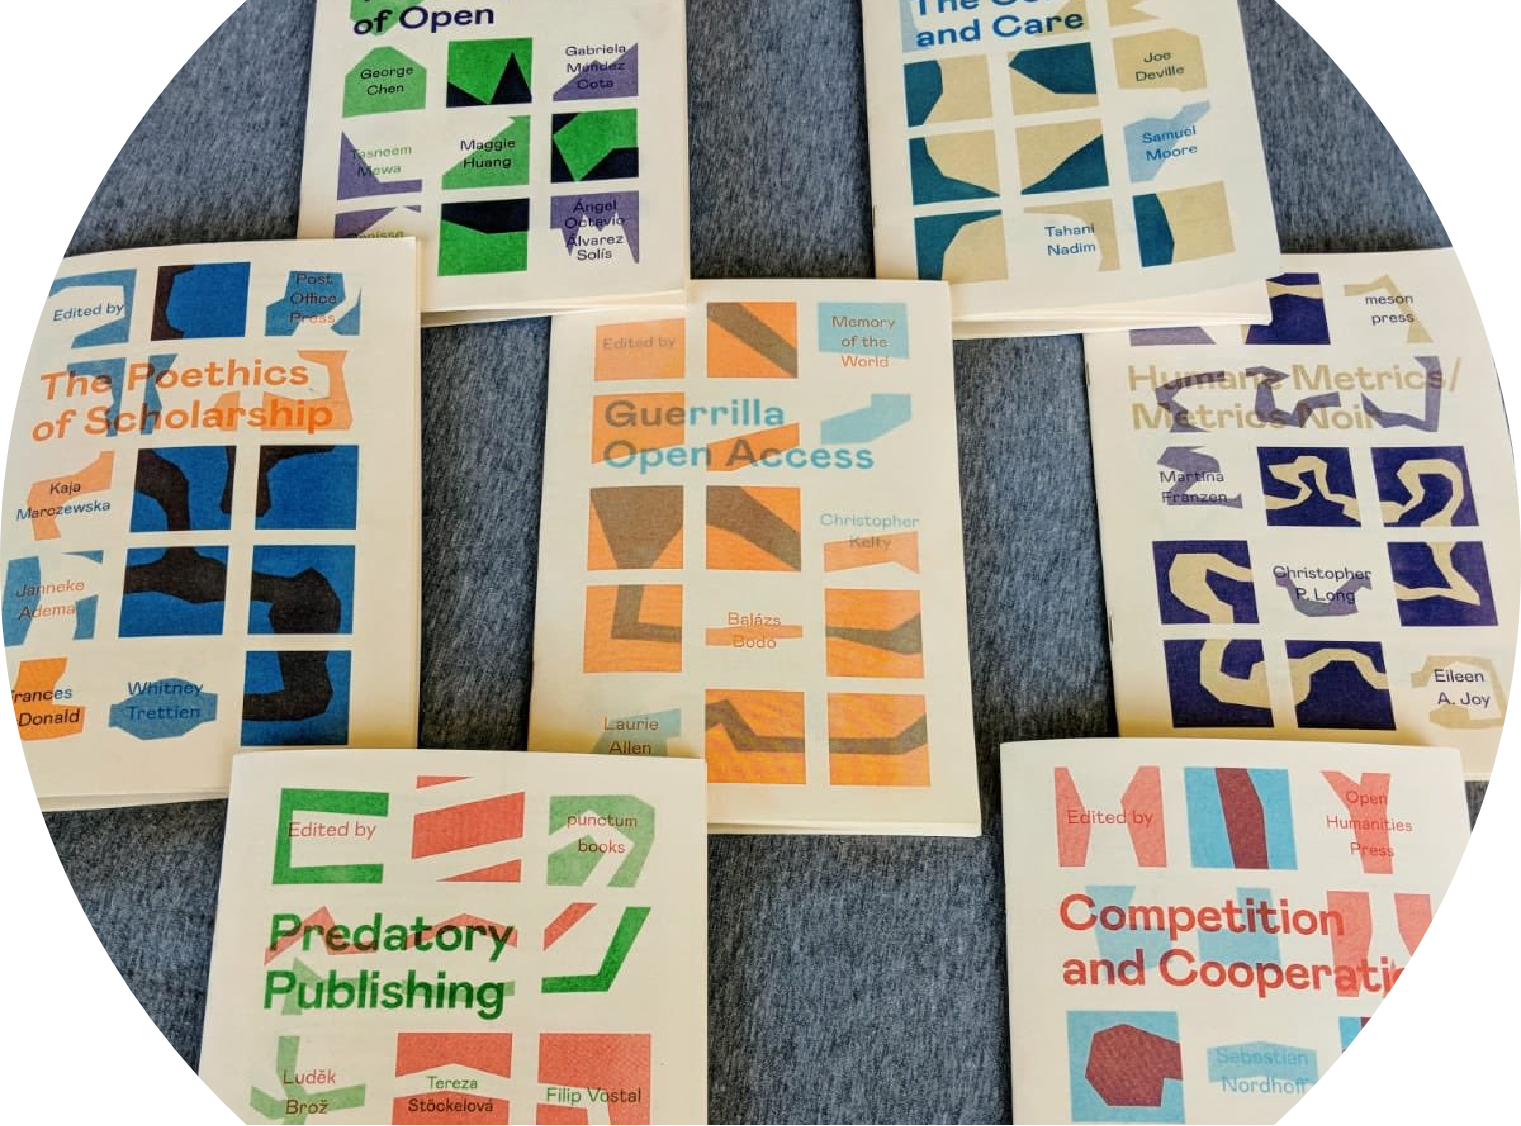 of Open
George
Chen
Gabriela
Méndez
Cota
Tasneem
Mewa
Maggie
Huang
Ángel
Octavio
Álvarez
Solís
and Care
Joe
Deville
Samuel
Moore
Tahani
Nadim
Edited by
Post
Office
Press
The Poethics
of Scholarship
Kaja
Marczewska
Janneke
Adema
Whitney
Trettien
Donald
Edited by
Memory
of the
World
Guerrilla
Open Access
Christopher
Kelty
Balázs
Bodó
Laurie
Allen
meson
press
Humane Metrics/
Metrics Noir
Martina
Franzen
Christopher
P. Long
Eileen
A. Joy
Edited by
punctum
books
Predatory
Publishing
Luděk
Brož
Tereza
Stöckelová
Filip Vostal
Edited by
Open
Humanities
Press
Competition
and Cooperati
Sebastian
Nordhoff